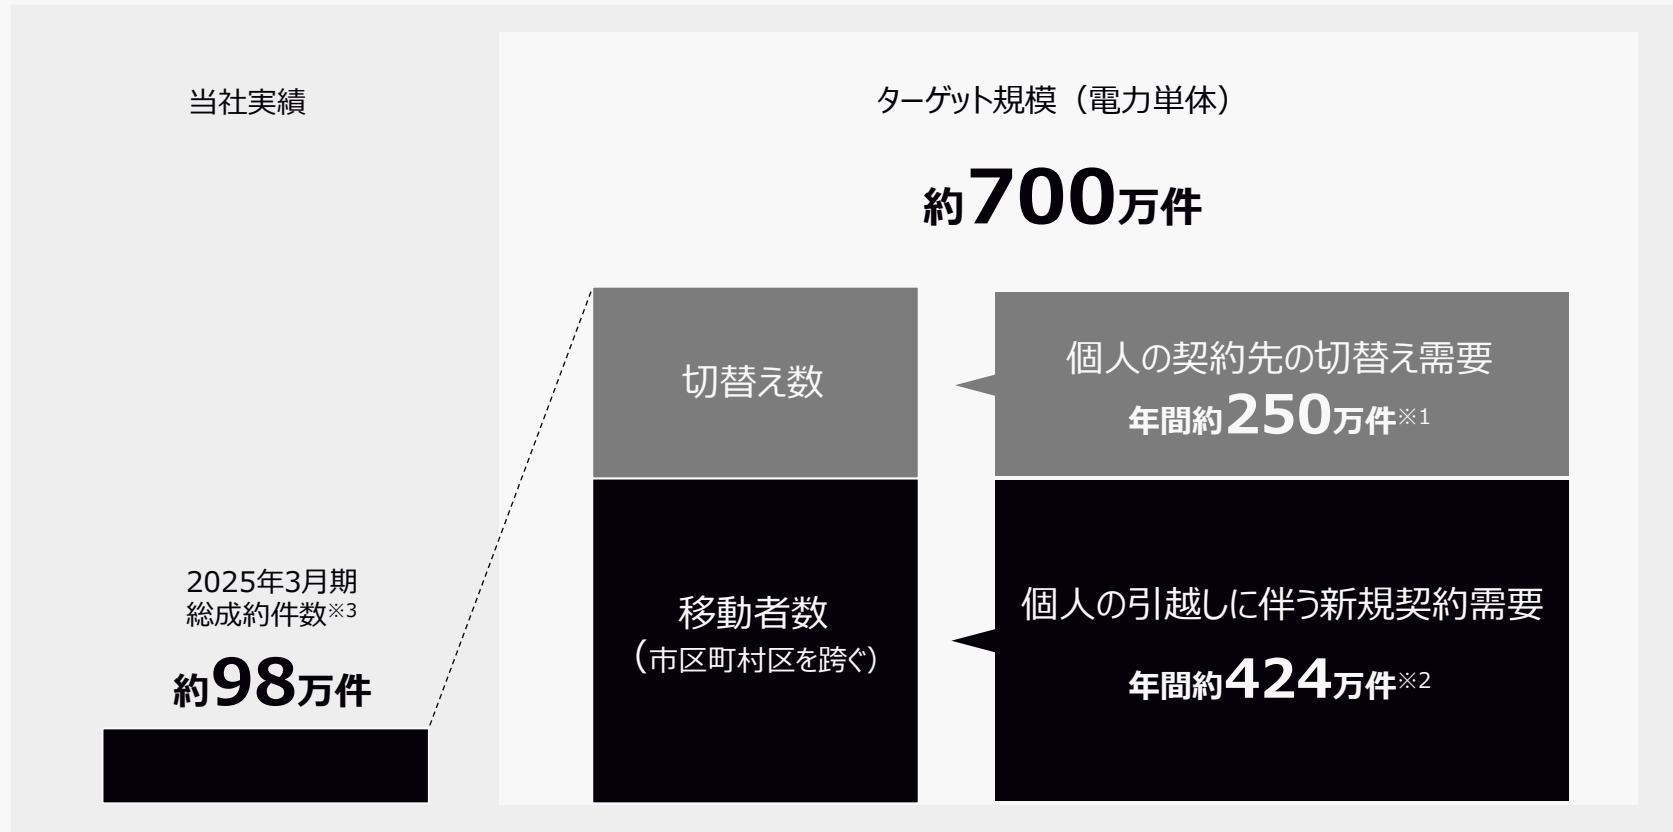 当社実績
2025年3月期
総成約件数※3
約98万件
ターゲット規模（電力単体）
約700万件
切替え数
個人の契約先の切替え需要
年間約250万件※1
移動者数
（市区町村区を跨ぐ）
個人の引越しに伴う新規契約需要
年間約424万件※2